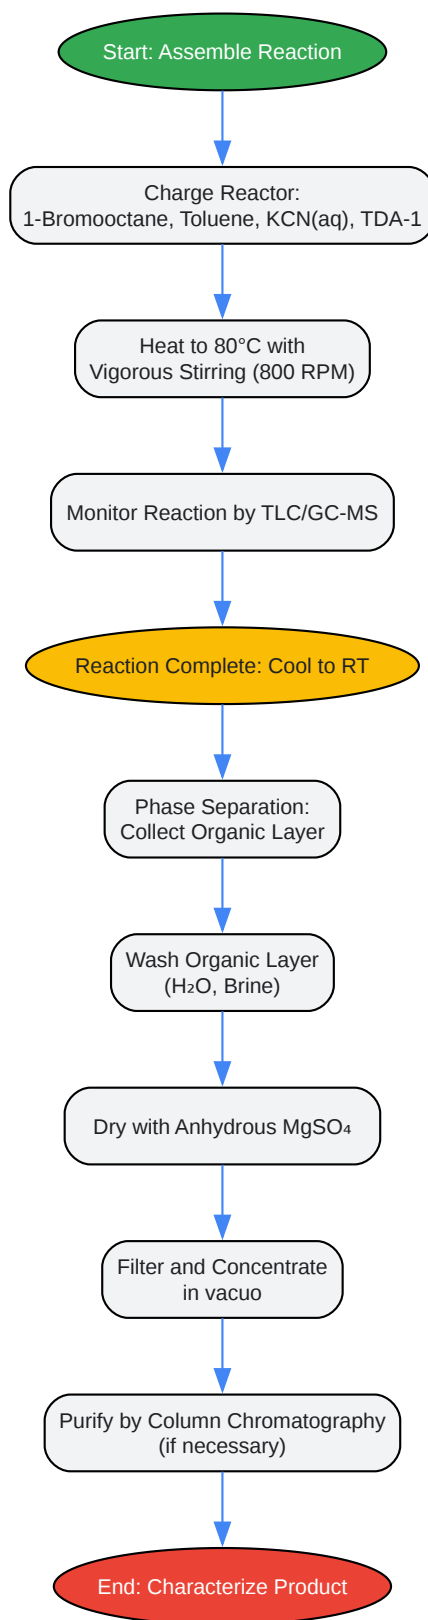 Start: Assemble Reaction
Charge Reactor:
1-Bromooctane, Toluene, KCN(aq), TDA-1
Heat to 80°C with
Vigorous Stirring (800 RPM)
Monitor Reaction by TLC/GC-MS
Reaction Complete: Cool to RT
Phase Separation:
Collect Organic Layer
Wash Organic Layer
(H₂O, Brine)
Dry with Anhydrous MgSO₄
Filter and Concentrate
in vacuo
Purify by Column Chromatography
(if necessary)
End: Characterize Product